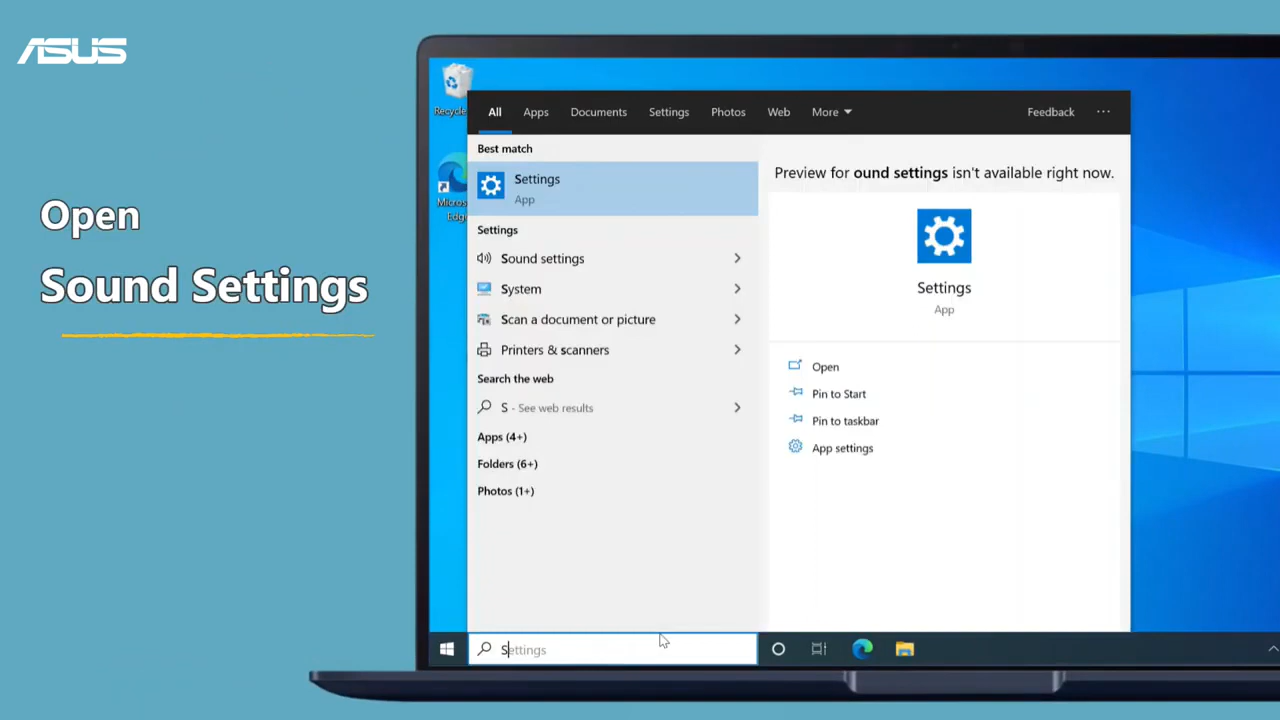 ASUS
Open
Sound Settings
Recycle
Micros
Edge
All Apps Documents Settings Photos Web More Feedback ...
Best match
Settings
App
Settings
Sound settings
System
Scan a document or picture
Printers & scanners
Search the web
S - See web results
Apps (4+)
Folders (6+)
Photos (1+)
Preview for ound settings isn't available right now.
Settings
App
Open
Pin to Start
Pin to taskbar
App settings
Settings